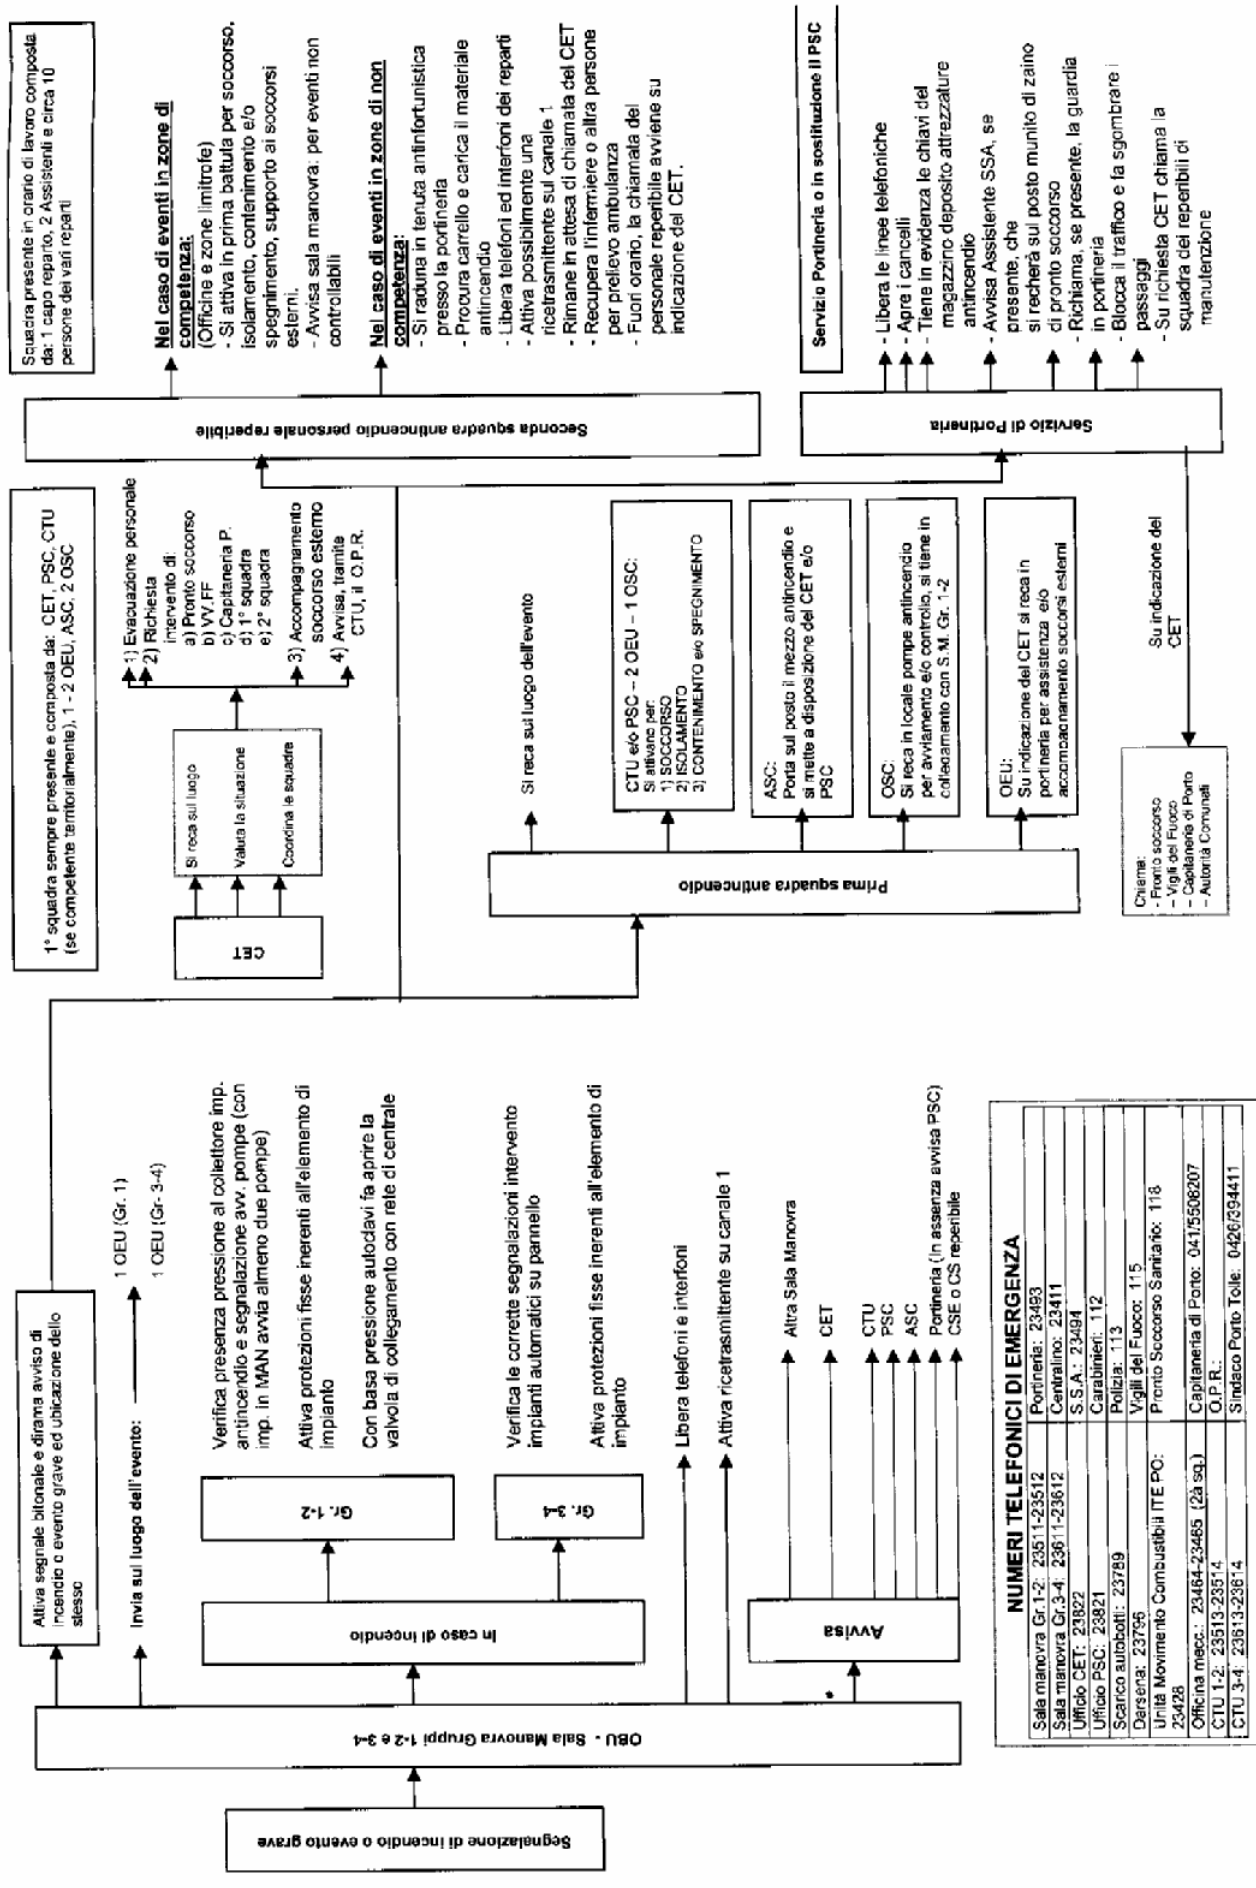 Segnalazione di incendio o evento grave
OBU - Sala Manovra Gruppi 1-2 e 3-4
Attiva segnale bitonale e dirama avviso di
incendio o evento grave ed ubicazione dello
stesso
Invia sul luogo dell'evento:
1 OEU (Gr. 1)
1 OEU (Gr- 3-4)
In caso di incendio
Gr. 1-2
Verifica presenza pressione al collettore imp.
antincendio e segnalazione avv. pompe (con
imp. in MAN avvia almeno due pompe)
Attiva protezioni fisse inerenti all'elemento di
impianto
Con basa pressione autoclavi fa aprire la
valvola di collegamento con rete di centrale
Gr. 3-4
Verifica le corrette segnalazioni intervento
impianti automatici su pannello
Attiva protezioni fisse inerenti all'elemento di
impianto
Libera telefoni e interfoni
Attiva ricetrasmittente su canale 1
Avvisa
Altra Sala Manovra
CET
CTU
PSC
ASC
Portineria (In assenza avvisa PSC)
CSE o CS reperibile
NUMERI TELEFONICI DI EMERGENZA
Sala manovra Gr.1-2: 23511-23512 Portineria: 23493
Sala manovra Gr.3-4: 23611-23612 Centralino: 23411
Ufficio CET: 23822 S.S.A.: 23494
Ufficio PSC: 23821 Carabinieri: 112
Scarico autobotti: 23789 Polizia: 113
Darsena: 23795 Vigili del Fuoco: 115
Unità Movimento Combustibili ITE PO:
23428 Pronto Soccorso Sanitario: 118
Officina mecc.: 23464-23465 (2a sq.) Capitaneria di Porto: 041/5508207
CTU 1-2: 23513-23514 O.P.R.:
CTU 3-4: 23613-23614 Sindaco Porto Tolle: 0426/394411
1° squadra sempre presente e composta da: CET, PSC, CTU
(se competente territorialmente), 1 - 2 OEU, ASC, 2 OSC
CET
Si reca sul luogo
Valuta la situazione
Coordina le squadre
1) Evacuazione personale
2) Richiesta
intervento di:
a) Pronto soccorso
b) VV.FF
c) Capitaneria P.
d) 1° squadra
e) 2° squadra
3) Accompagnamento
soccorso esterno
4) Avvisa, tramite
CTU, il O.P.R.
Prima squadra antincendio
Si reca sul luogo dell'evento
CTU e/o PSC – 2 OEU – 1 OSC:
Si attivano per:
1) SOCCORSO
2) ISOLAMENTO
3) CONTENIMENTO e/o SPEGNIMENTO
ASC:
Porta sul posto il mezzo antincendio e
si mette a disposizione del CET e/o
PSC
OSC:
Si reca in locale pompe antincendio
per avviamento e/o controllo, si tiene in
collegamento con S.M. Gr. 1-2
OEU:
Su indicazione del CET si reca in
portineria per assistenza e/o
accompagnamento soccorsi esterni
Chiama:
- Pronto soccorso
- Vigili del Fuoco
- Capitaneria di Porto
- Autorità Comunali
Su indicazione del
CET
Squadra presente in orario di lavoro composta
da: 1 capo reparto, 2 Assistenti e circa 10
persone dei vari reparti
Seconda squadra antincendio personale reperibile
Nel caso di eventi in zone di
competenza:
(Officine e zone limitrofe)
- Si attiva in prima battuta per soccorso,
isolamento, contenimento e/o
spegnimento, supporto ai soccorsi
esterni.
- Avvisa sala manovra: per eventi non
controllabili
Nel caso di eventi in zone di non
competenza:
- Si raduna in tenuta antinfortunistica
presso la portineria
- Procura carrello e carica il materiale
antincendio
- Libera telefoni ed interfoni dei reparti
- Attiva possibilmente una
ricetrasmittente sul canale 1
- Rimane in attesa di chiamata del CET
- Recupera l'infermiere o altra persone
per prelievo ambulanza
- Fuori orario, la chiamata del
personale reperibile avviene su
indicazione del CET.
Servizio Portineria o in sostituzione il PSC
Servizio di Portineria
- Libera le linee telefoniche
- Apre i cancelli
- Tiene in evidenza le chiavi del
magazzino deposito attrezzature
antincendio
- Avvisa Assistente SSA, se
presente, che
si recherà sul posto munito di zaino
di pronto soccorso
- Richiama, se presente, la guardia
in portineria
- Blocca il traffico e fa sgombrare i
passaggi
- Su richiesta CET chiama la
squadra dei reperibili di
manutenzione